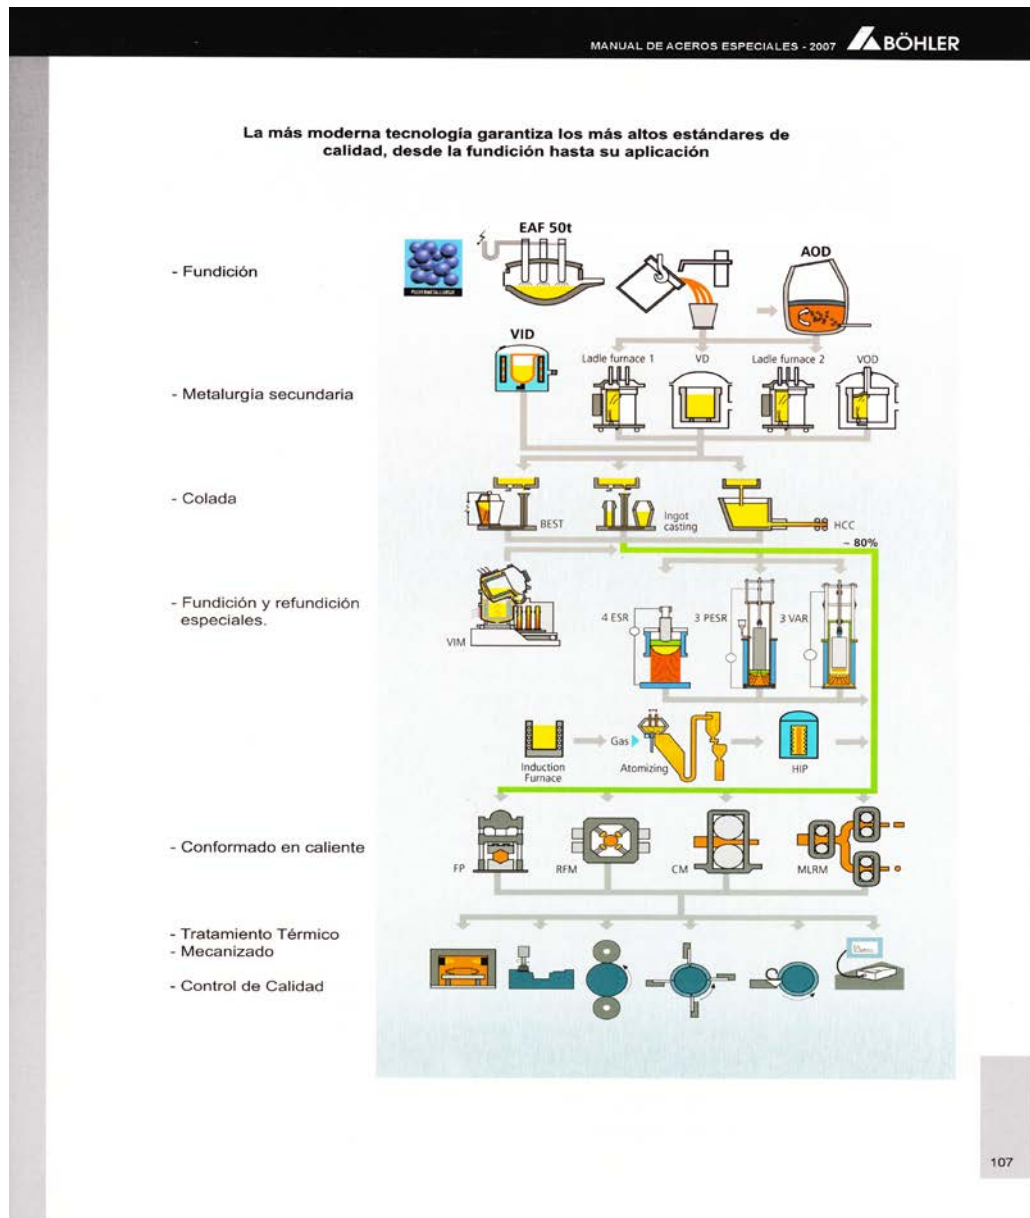 MANUAL DE ACEROS ESPECIALES - 2007 BÖHLER
La más moderna tecnología garantiza los más altos estándares de
calidad, desde la fundición hasta su aplicación
- Fundición
EAF 50t
AOD
VID
Ladle furnace 1
VD
Ladle furnace 2
VOD
- Metalurgía secundaria
- Colada
BEST
Ingot
casting
HCC
~ 80%
- Fundición y refundición
especiales.
VIM
4 ESR
3 PESR
3 VAR
Induction
Furnace
Gas
Atomizing
HIP
- Conformado en caliente
FP
RFM
CM
MLRM
- Tratamiento Térmico
- Mecanizado
- Control de Calidad
107